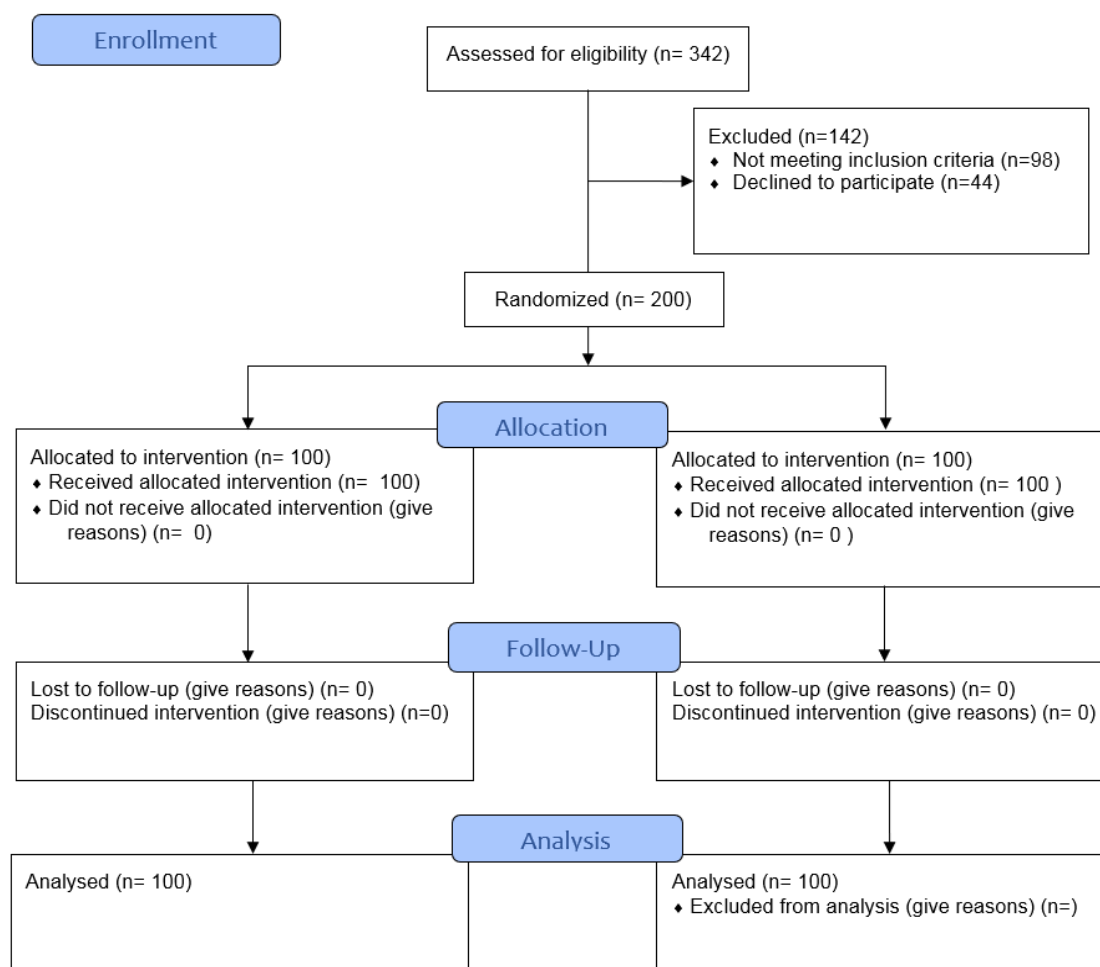 Enrollment
Assessed for eligibility (n= 342)
Excluded (n=142)
♦ Not meeting inclusion criteria (n=98)
♦ Declined to participate (n=44)
Randomized (n= 200)
Allocation
Allocated to intervention (n= 100)
♦ Received allocated intervention (n=  100)
♦ Did not receive allocated intervention (give
reasons) (n=  0)
Allocated to intervention (n= 100)
♦ Received allocated intervention (n= 100 )
♦ Did not receive allocated intervention (give
reasons) (n= 0 )
Follow-Up
Lost to follow-up (give reasons) (n= 0)
Discontinued intervention (give reasons) (n=0)
Lost to follow-up (give reasons) (n= 0)
Discontinued intervention (give reasons) (n= 0)
Analysis
Analysed (n= 100)
Analysed (n= 100)
♦ Excluded from analysis (give reasons) (n=)